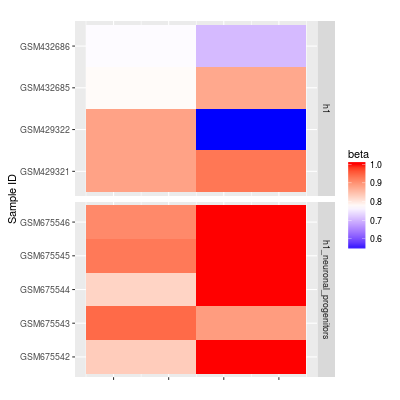 GSM432686
GSM432685
GSM429322
GSM429321
h1
GSM675546
GSM675545
GSM675544
GSM675543
GSM675542
h1_neuronal_progenitors
Sample ID
beta
1.0
0.9
0.8
0.7
0.6